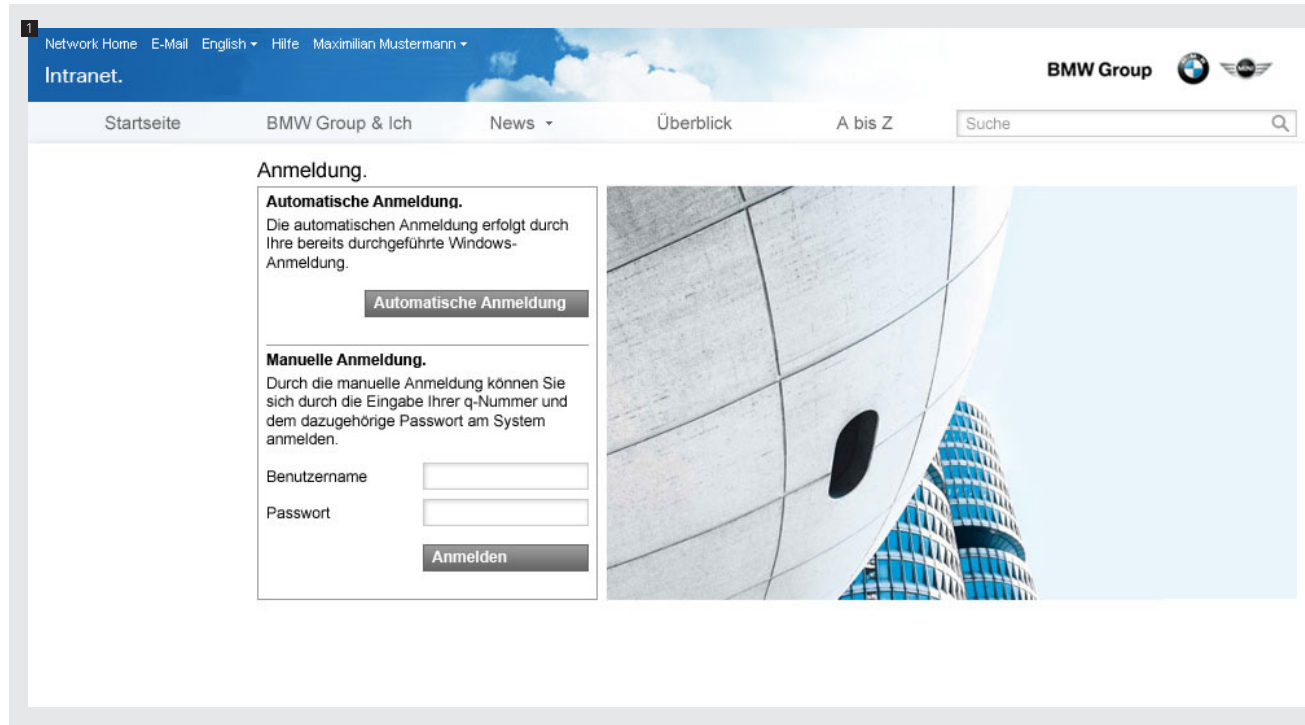 1
Network Home E-Mail English Hilfe Maximilian Mustermann
Intranet.
BMW Group
MINI
Startseite BMW Group & Ich News Überblick A bis Z Suche
Anmeldung.
Automatische Anmeldung.
Die automatischen Anmeldung erfolgt durch
Ihre bereits durchgeführte Windows-
Anmeldung.
Automatische Anmeldung
Manuelle Anmeldung.
Durch die manuelle Anmeldung können Sie
sich durch die Eingabe Ihrer q-Nummer und
dem dazugehörige Passwort am System
anmelden.
Benutzername
Passwort
Anmelden